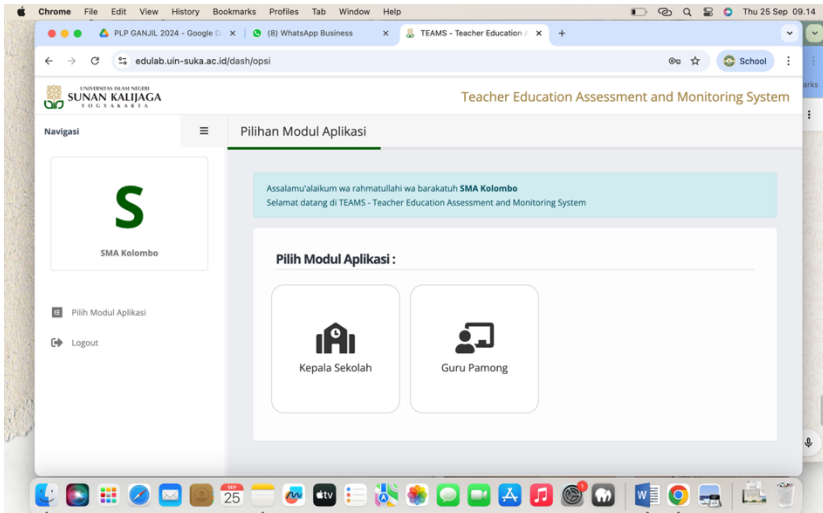 Chrome File Edit View History Bookmarks Profiles Tab Window Help Thu 25 Sep 09.14
PLP GANJIL 2024 - Google D (8) WhatsApp Business TEAMS - Teacher Education A
edulab.uin-suka.ac.id/dash/opsi School
arks
UNIVERSITAS ISLAM NEGERI
SUNAN KALIJAGA
YOGYAKARTA
Teacher Education Assessment and Monitoring System
Navigasi
Pilihan Modul Aplikasi
Assalamu'alaikum wa rahmatullahi wa barakatuh SMA Kolombo
Selamat datang di TEAMS - Teacher Education Assessment and Monitoring System
S
SMA Kolombo
Pilih Modul Aplikasi :
Pilih Modul Aplikasi
Logout
Kepala Sekolah Guru Pamong
SEP
25
tv
W